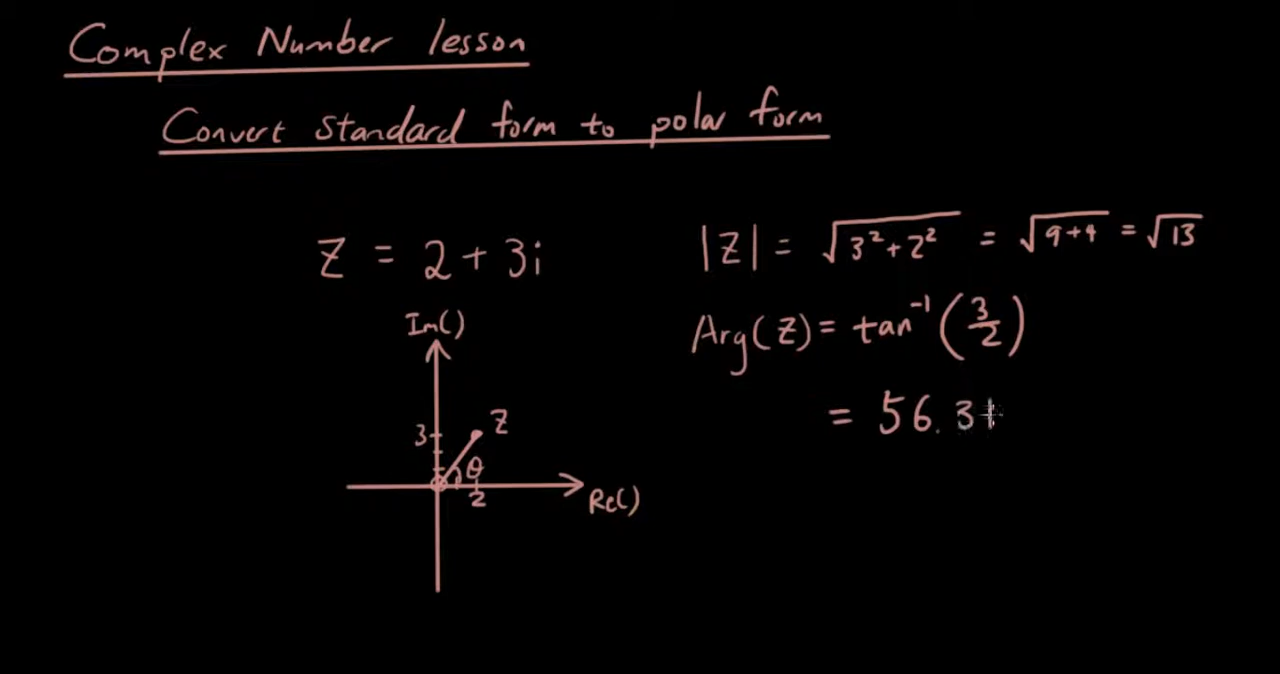 Complex Number lesson
Convert standard form to polar form
Z = 2 + 3i
|Z| = √(3² + 2²) = √(9+4) = √13
Arg(Z) = tan⁻¹(3/2)
= 56.3
Im()
3
Z
θ
2
Re()